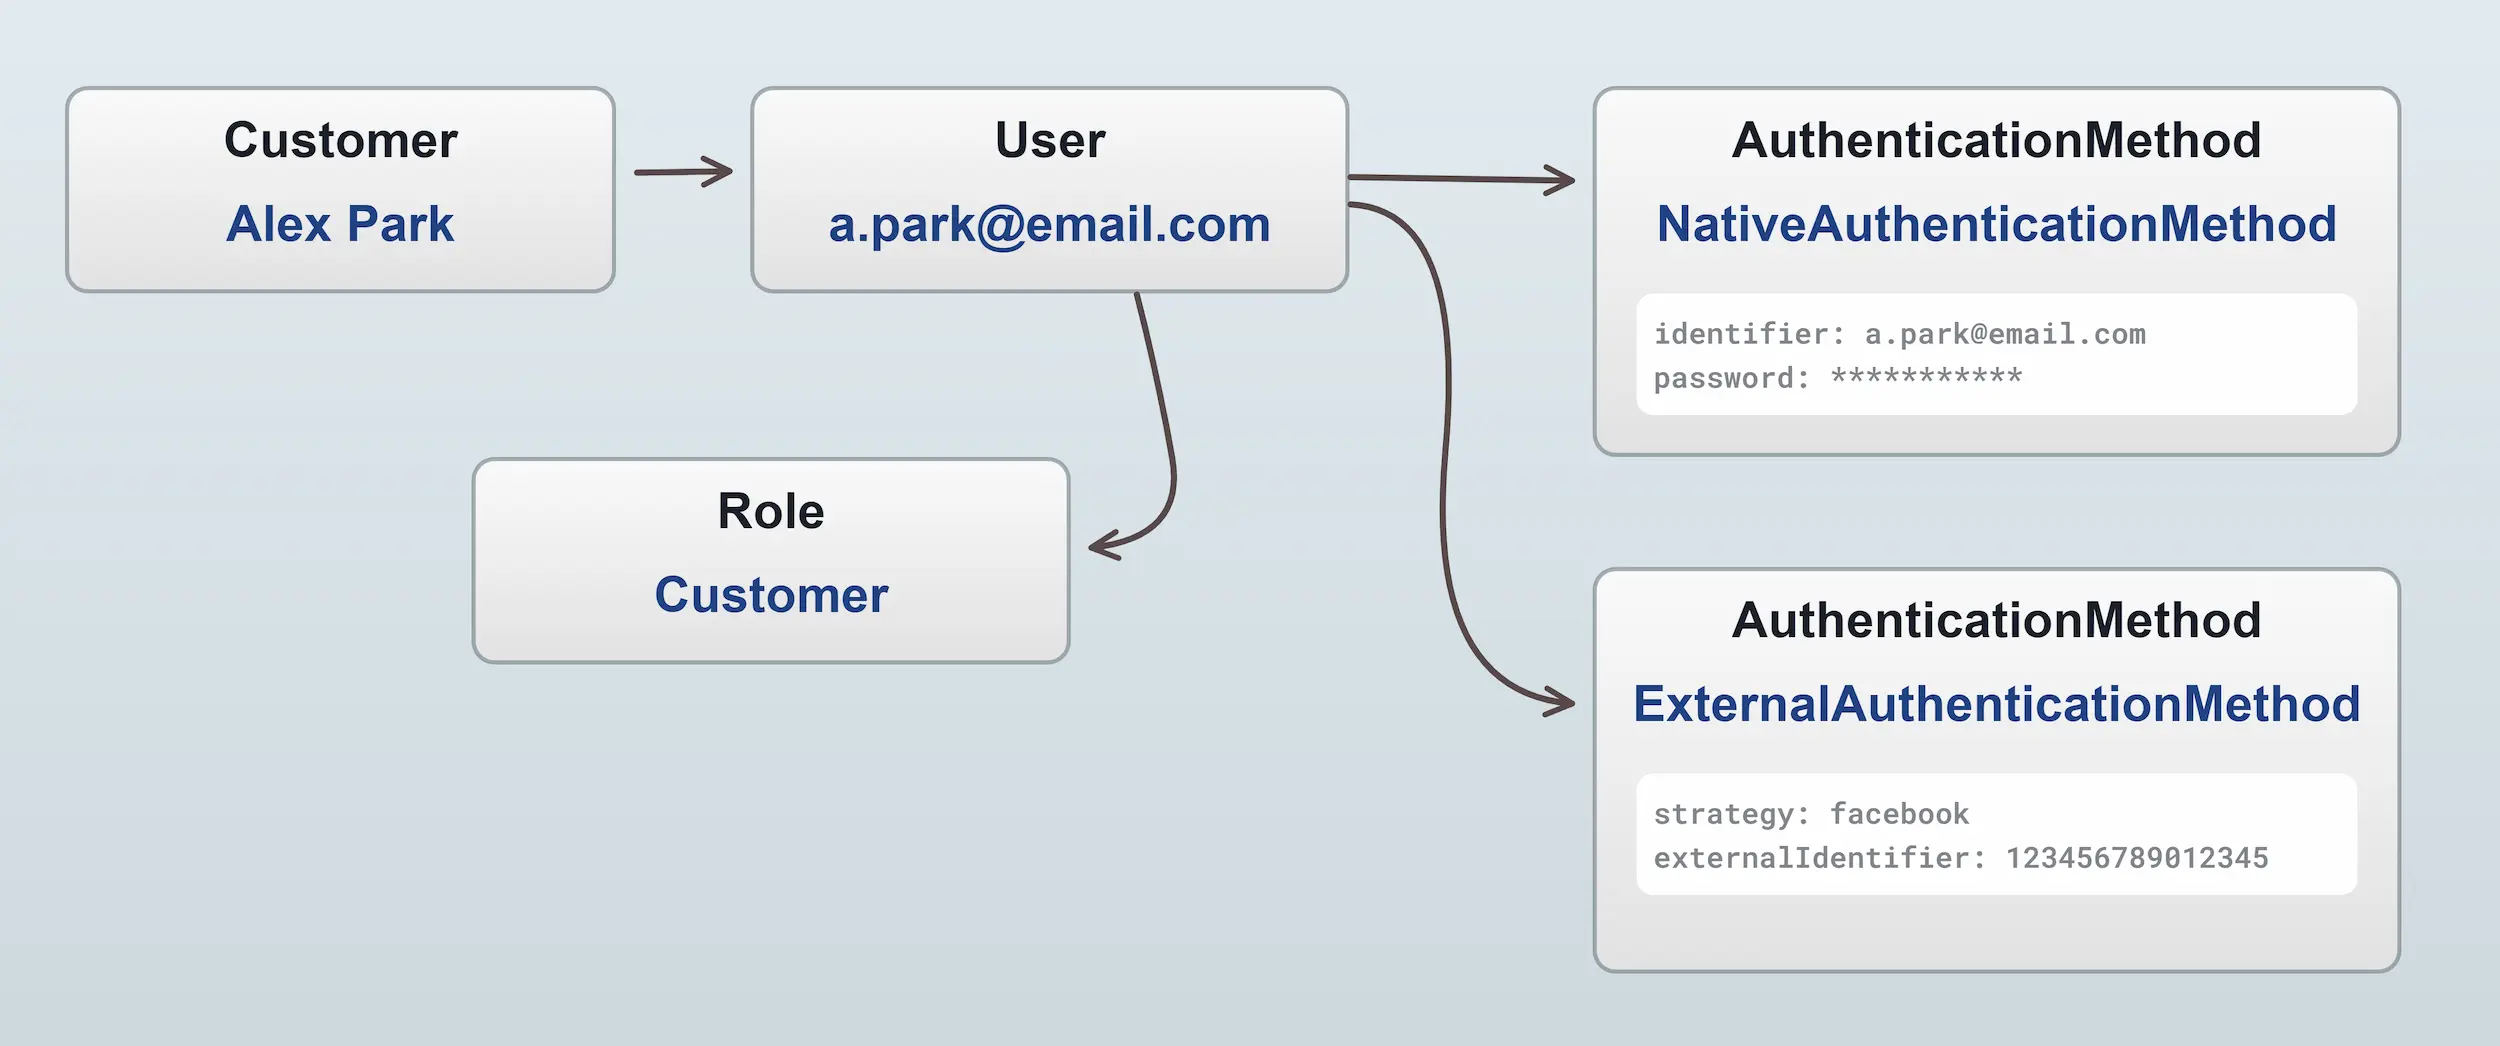 Customer
Alex Park
User
a.park@email.com
AuthenticationMethod
NativeAuthenticationMethod
identifier: a.park@email.com
password: ***********
Role
Customer
AuthenticationMethod
ExternalAuthenticationMethod
strategy: facebook
externalIdentifier: 123456789012345